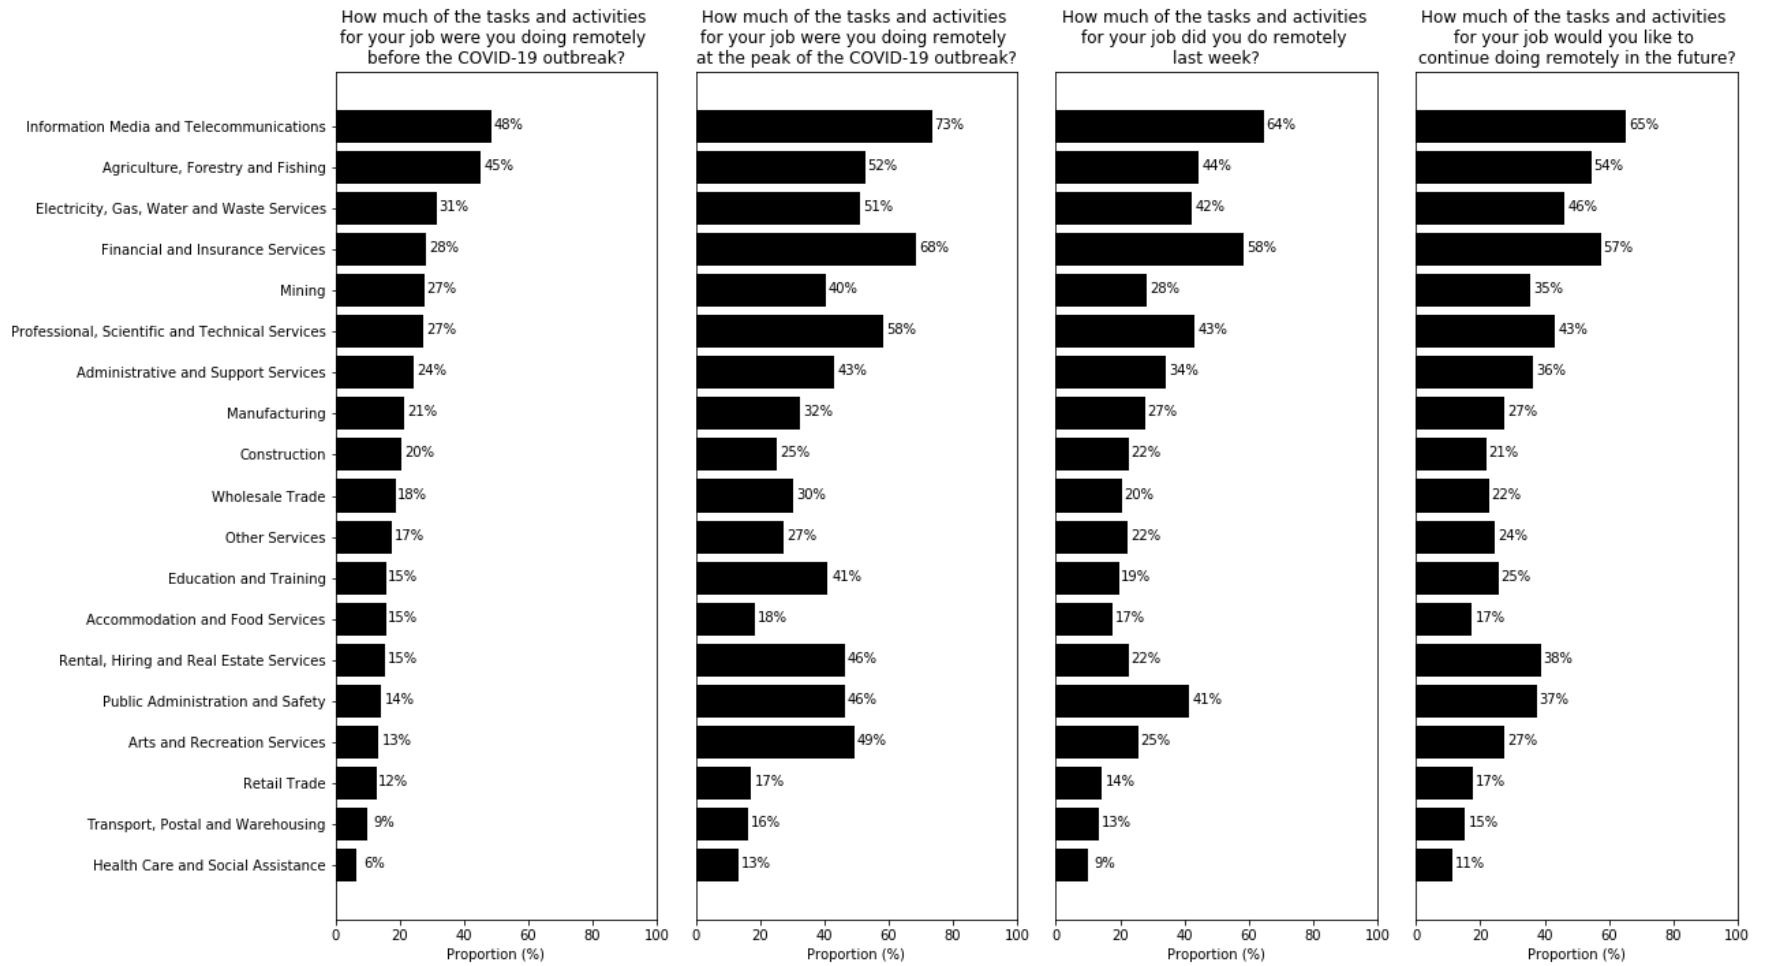 How much of the tasks and activities
for your job were you doing remotely
before the COVID-19 outbreak?
How much of the tasks and activities
for your job were you doing remotely
at the peak of the COVID-19 outbreak?
How much of the tasks and activities
for your job did you do remotely
last week?
How much of the tasks and activities
for your job would you like to
continue doing remotely in the future?
Information Media and Telecommunications 48% 73% 64% 65%
Agriculture, Forestry and Fishing 45% 52% 44% 54%
Electricity, Gas, Water and Waste Services 31% 51% 42% 46%
Financial and Insurance Services 28% 68% 58% 57%
Mining 27% 40% 28% 35%
Professional, Scientific and Technical Services 27% 58% 43% 43%
Administrative and Support Services 24% 43% 34% 36%
Manufacturing 21% 32% 27% 27%
Construction 20% 25% 22% 21%
Wholesale Trade 18% 30% 20% 22%
Other Services 17% 27% 22% 24%
Education and Training 15% 41% 19% 25%
Accommodation and Food Services 15% 18% 17% 17%
Rental, Hiring and Real Estate Services 15% 46% 22% 38%
Public Administration and Safety 14% 46% 41% 37%
Arts and Recreation Services 13% 49% 25% 27%
Retail Trade 12% 17% 14% 17%
Transport, Postal and Warehousing 9% 16% 13% 15%
Health Care and Social Assistance 6% 13% 9% 11%
0 20 40 60 80 100 0 20 40 60 80 100 0 20 40 60 80 100 0 20 40 60 80 100
Proportion (%) Proportion (%) Proportion (%) Proportion (%)